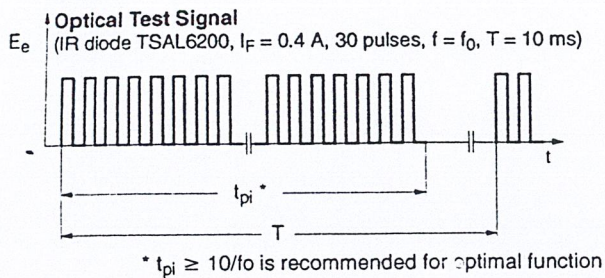 Optical Test Signal
Ee (IR diode TSAL6200, IF = 0.4 A, 30 pulses, f = f0, T = 10 ms)
t
tpi *
T
* tpi ≥ 10/fo is recommended for optimal function